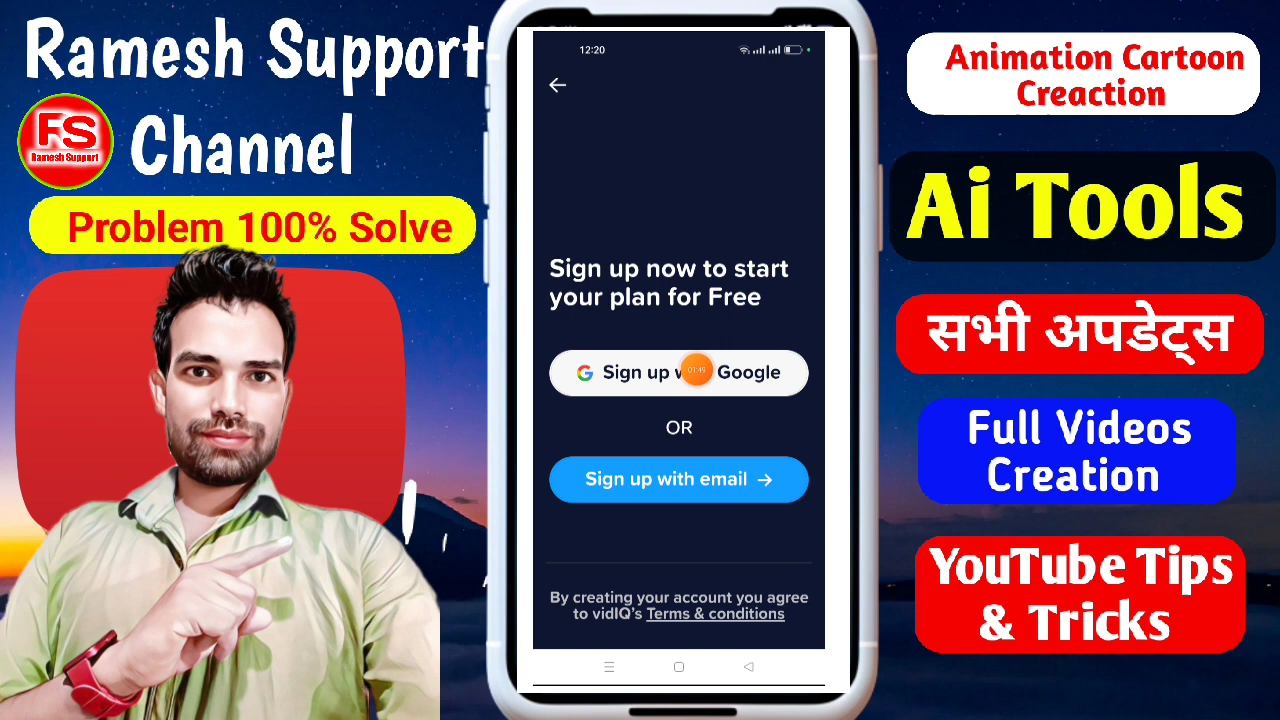 Ramesh Support
FS
Ramesh Support
Channel
Problem 100% Solve
12:20
Sign up now to start
your plan for Free
Sign up w
01:49
Google
OR
Sign up with email →
By creating your account you agree
to vidIQ's Terms & conditions
Animation Cartoon
Creaction
Ai Tools
सभी अपडेट्स
Full Videos
Creation
YouTube Tips
& Tricks